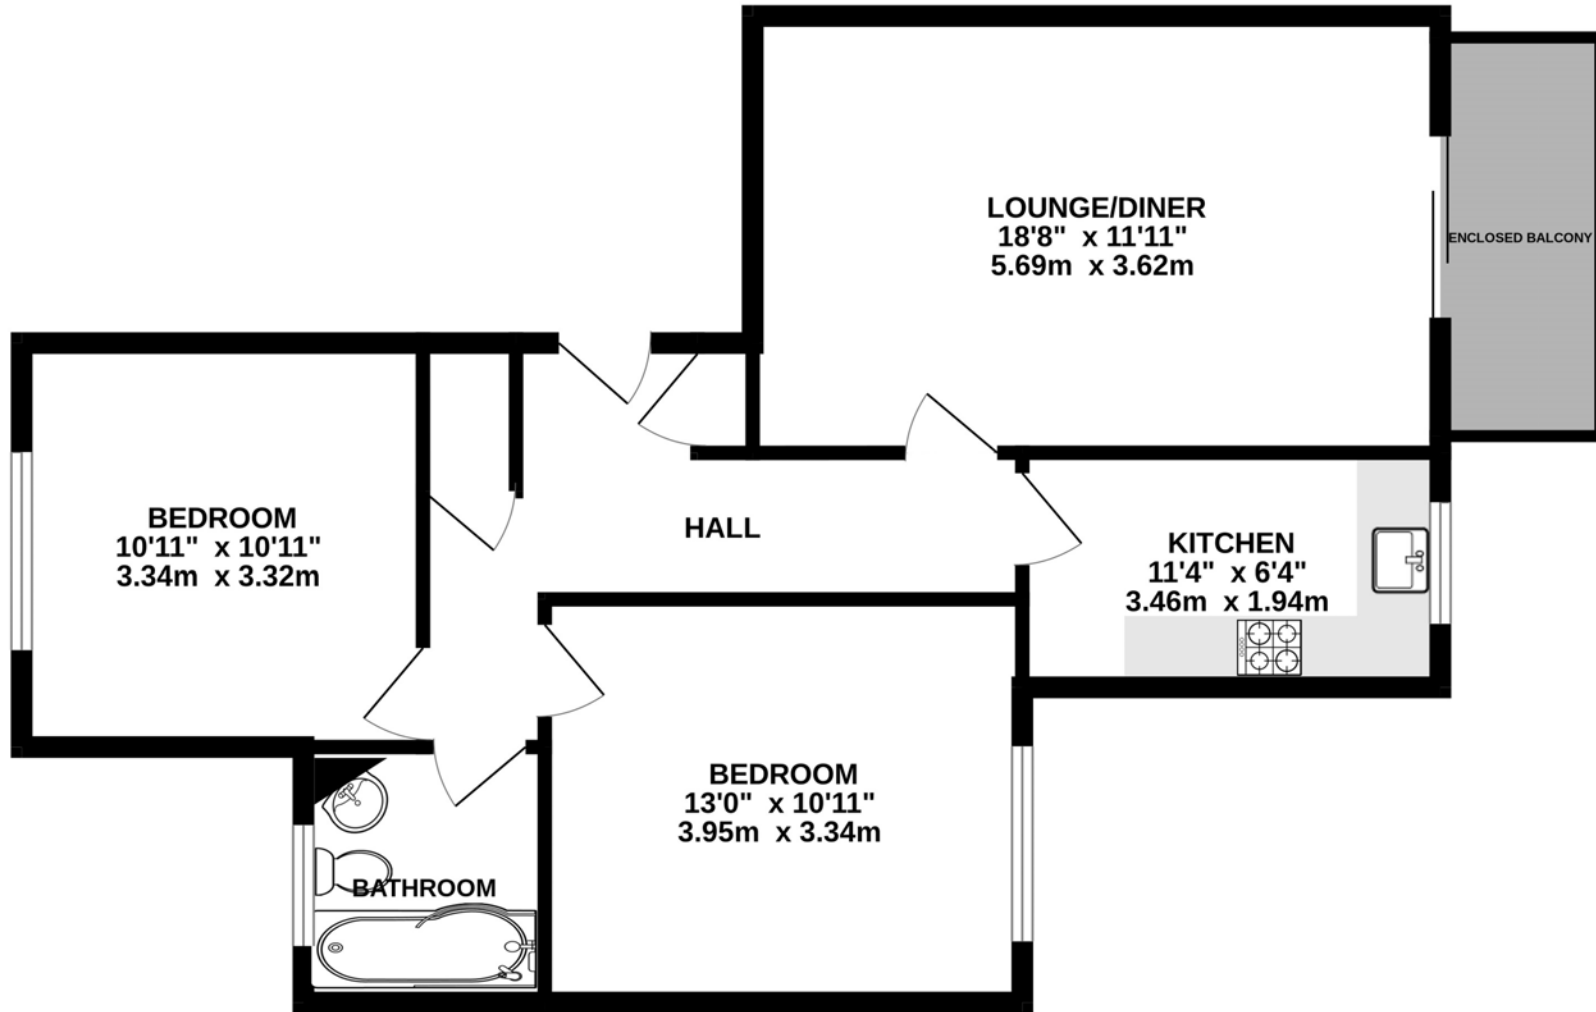 LOUNGE/DINER
18'8" x 11'11"
5.69m x 3.62m
ENCLOSED BALCONY
BEDROOM
10'11" x 10'11"
3.34m x 3.32m
HALL
KITCHEN
11'4" x 6'4"
3.46m x 1.94m
BEDROOM
13'0" x 10'11"
3.95m x 3.34m
BATHROOM